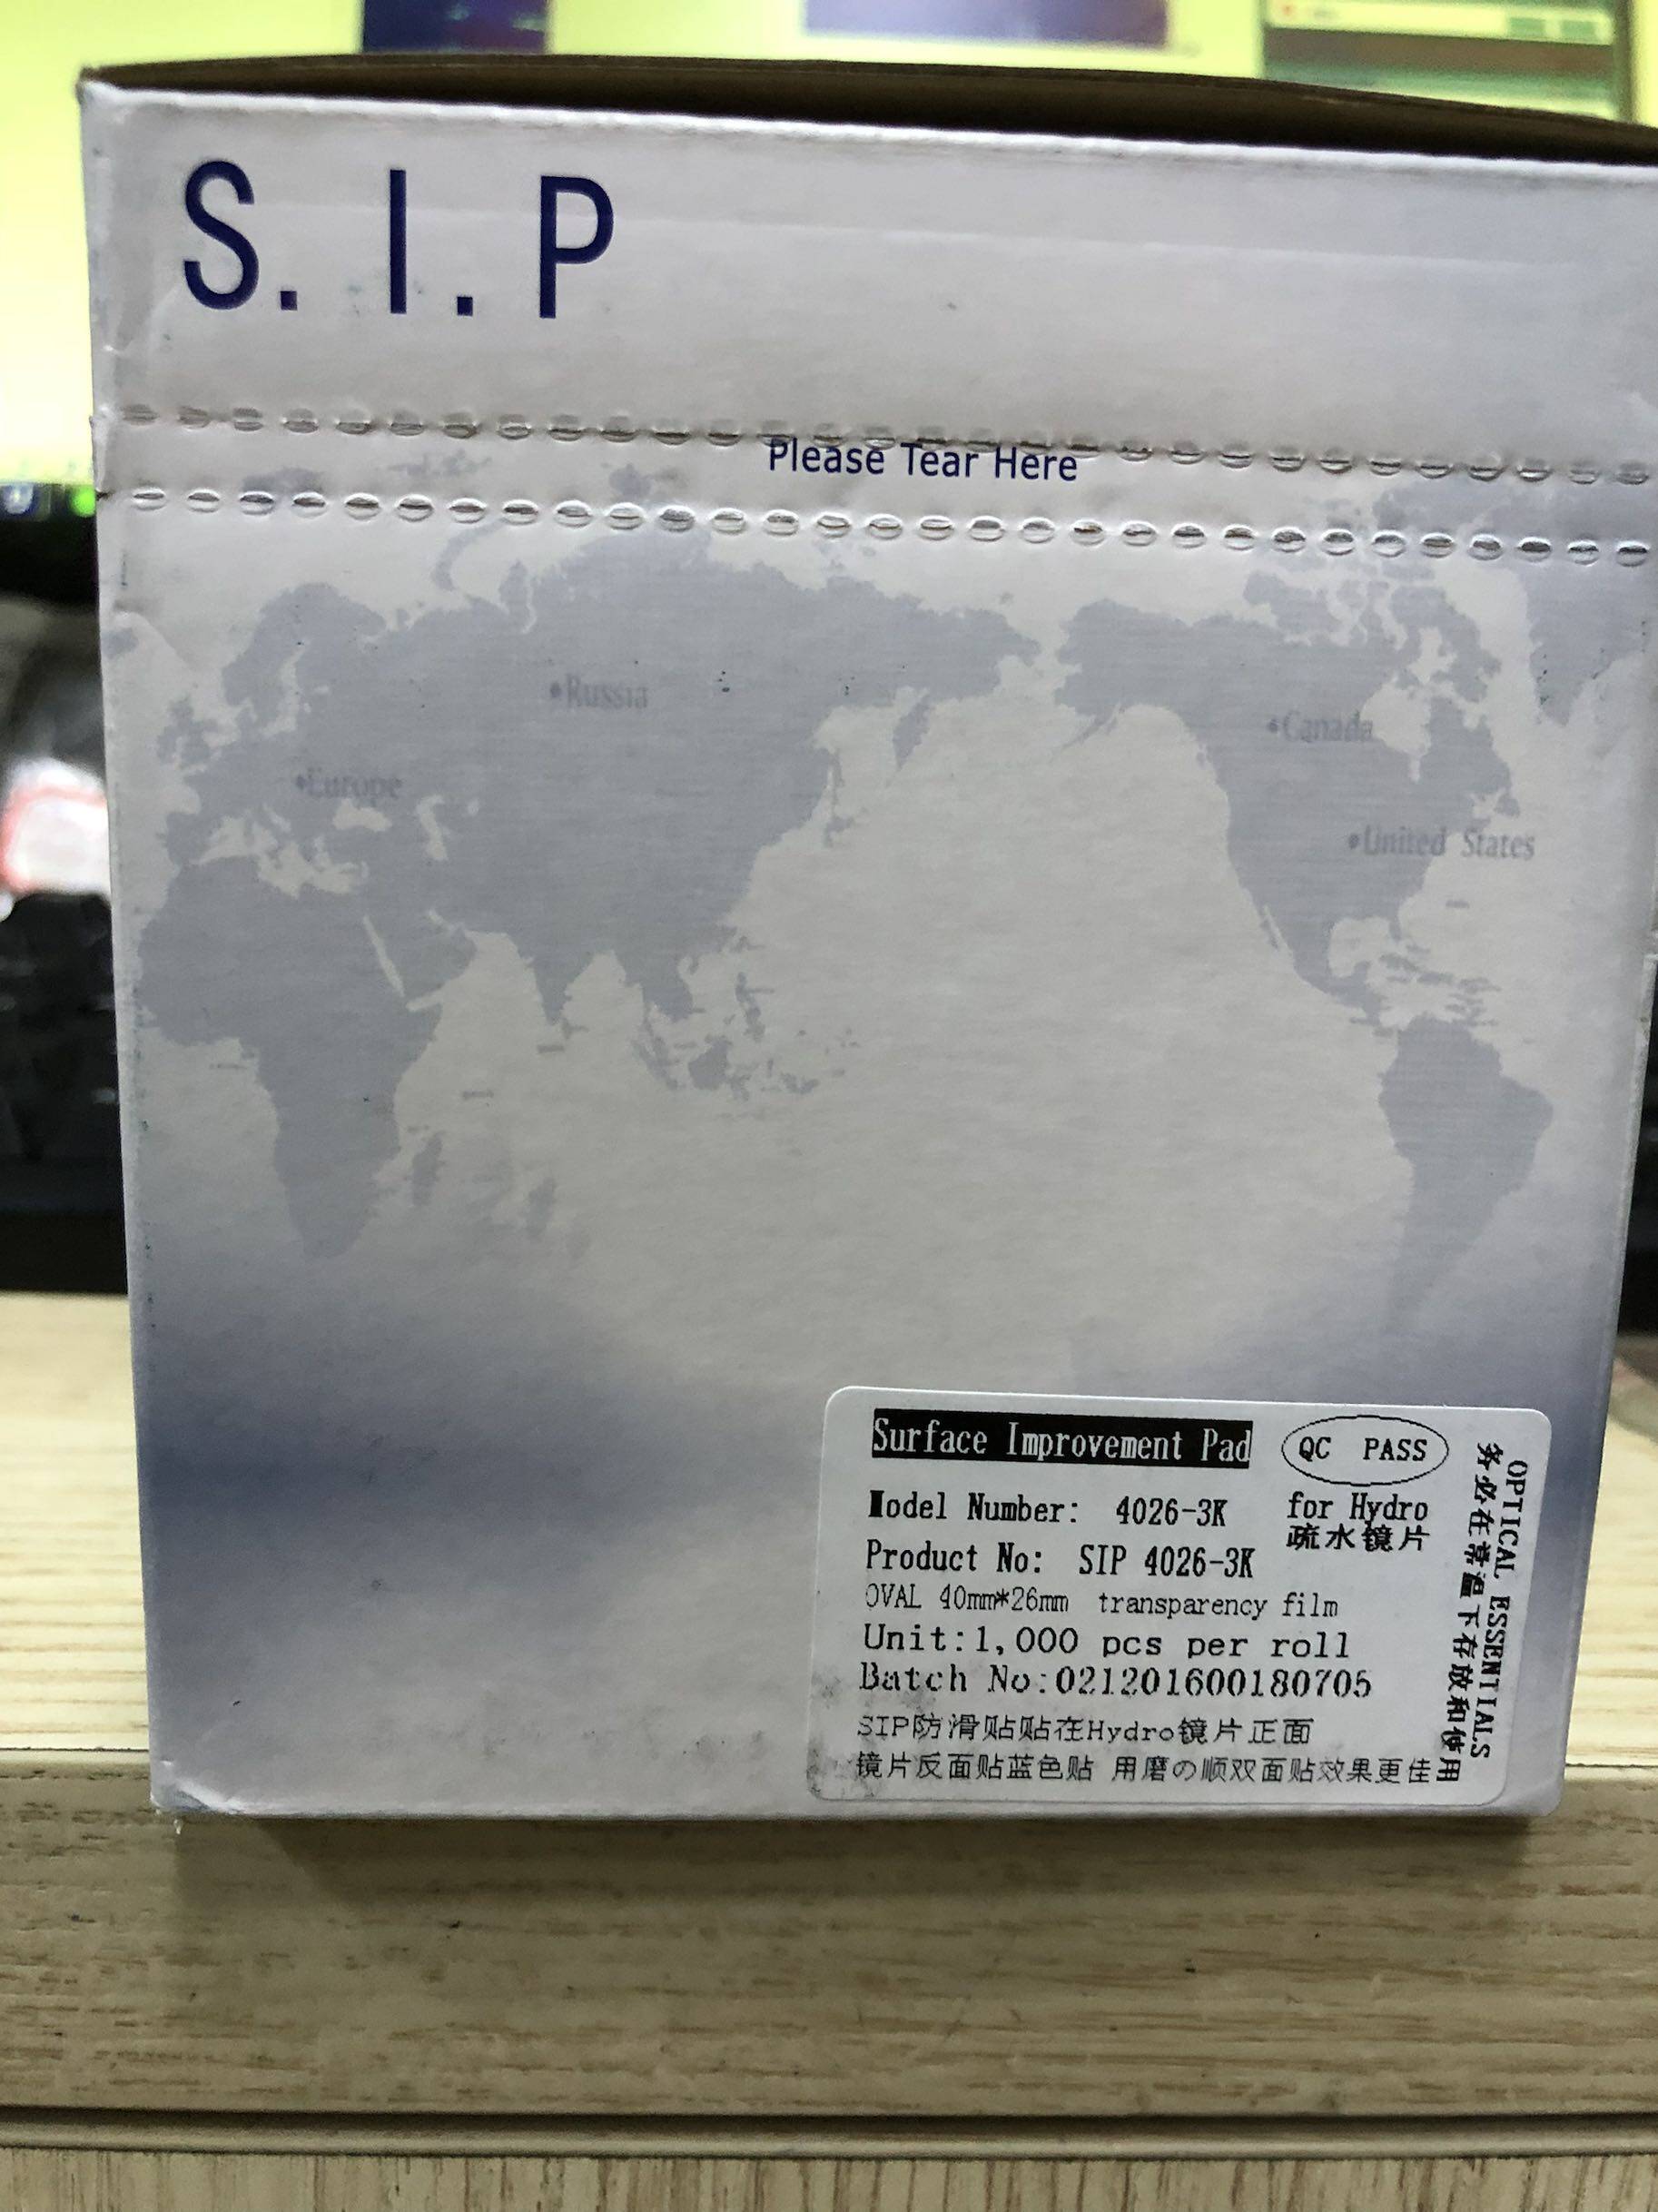 S.I.P
Please Tear Here
Russia
Canada
Europe
United States
Surface Improvement Pad
QC PASS
Model Number: 4026-3K
for Hydro
疏水镜片
Product No: SIP 4026-3K
OVAL 40mm*26mm transparency film
Unit:1,000 pcs per roll
Batch No:021201600180705
SIP防滑贴贴在Hydro镜片正面
镜片反面贴蓝色贴 用磨の顺双面贴效果更佳
OPTICAL ESSENTIALS
务必在常温下存放和使用